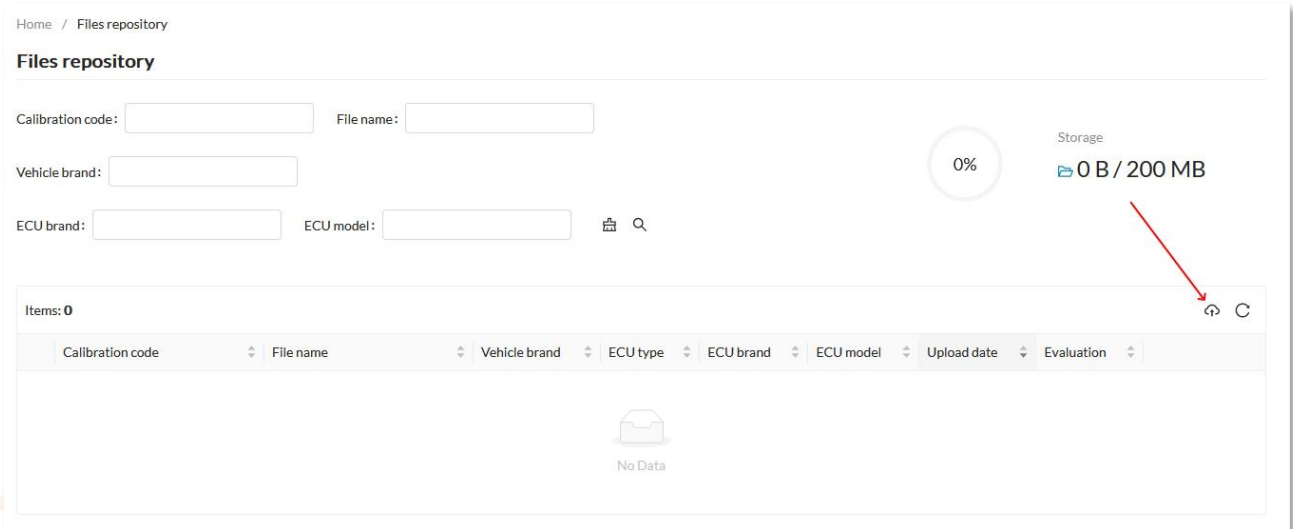 Home / Files repository
Files repository
Calibration code: File name:
Storage
0%
0 B / 200 MB
Vehicle brand:
ECU brand: ECU model:
Items: 0
Calibration code File name Vehicle brand ECU type ECU brand ECU model Upload date Evaluation
No Data